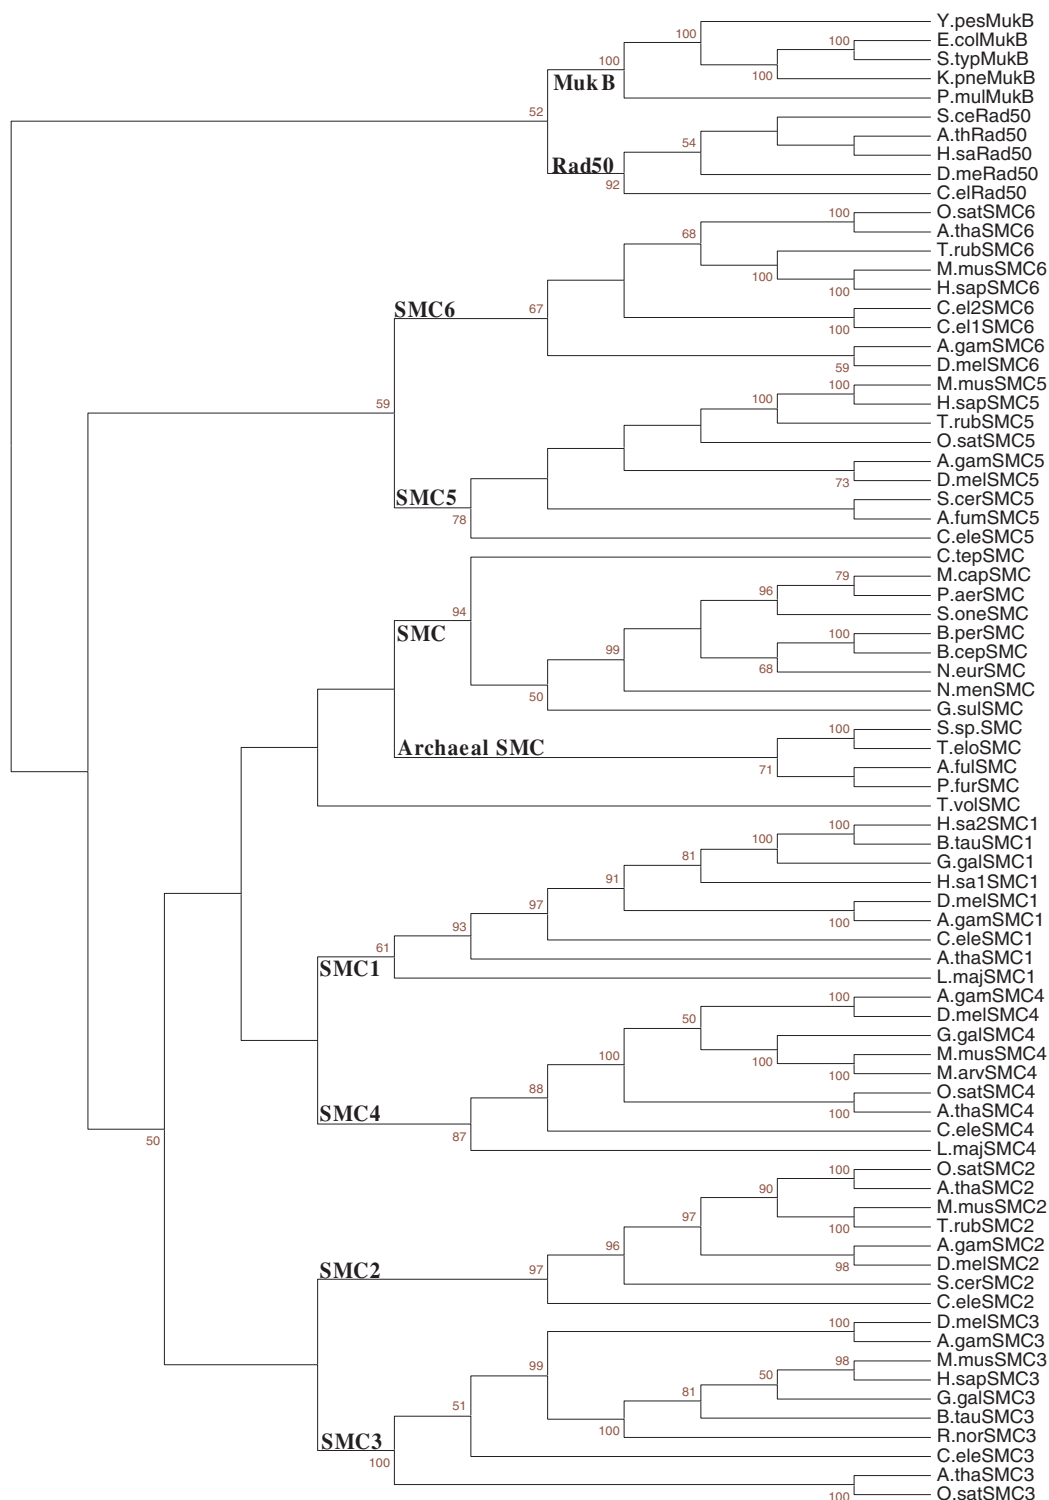 Y.pesMukB
100
E.colMukB
100
S.typMukB
100
K.pneMukB
100
MukB
P.mulMukB
52
S.ceRad50
A.thRad50
54
H.saRad50
Rad50
D.meRad50
92
C.elRad50
O.satSMC6
100
A.thaSMC6
68
T.rubSMC6
M.musSMC6
100
H.sapSMC6
100
SMC6
67
C.el2SMC6
C.el1SMC6
100
A.gamSMC6
D.melSMC6
59
M.musSMC5
100
59
100
H.sapSMC5
T.rubSMC5
O.satSMC5
A.gamSMC5
D.melSMC5
73
SMC5
S.cerSMC5
78
A.fumSMC5
C.eleSMC5
C.tepSMC
M.capSMC
79
P.aerSMC
96
94
S.oneSMC
SMC
B.perSMC
100
B.cepSMC
99
N.eurSMC
68
N.menSMC
50
G.sulSMC
S.sp.SMC
100
Archaeal SMC
T.eloSMC
71
A.fulSMC
P.furSMC
T.volSMC
H.sa2SMC1
100
B.tauSMC1
100
G.galSMC1
81
H.sa1SMC1
91
D.melSMC1
97
A.gamSMC1
100
93
C.eleSMC1
61
SMC1
A.thaSMC1
L.majSMC1
A.gamSMC4
100
D.melSMC4
50
G.galSMC4
100
M.musSMC4
100
M.arvSMC4
100
88
O.satSMC4
SMC4
A.thaSMC4
100
C.eleSMC4
87
50
L.majSMC4
O.satSMC2
100
A.thaSMC2
90
M.musSMC2
97
T.rubSMC2
100
96
A.gamSMC2
SMC2
97
D.melSMC2
98
S.cerSMC2
C.eleSMC2
D.melSMC3
100
A.gamSMC3
99
M.musSMC3
98
H.sapSMC3
50
81
G.galSMC3
51
B.tauSMC3
100
R.norSMC3
SMC3
C.eleSMC3
100
A.thaSMC3
O.satSMC3
100